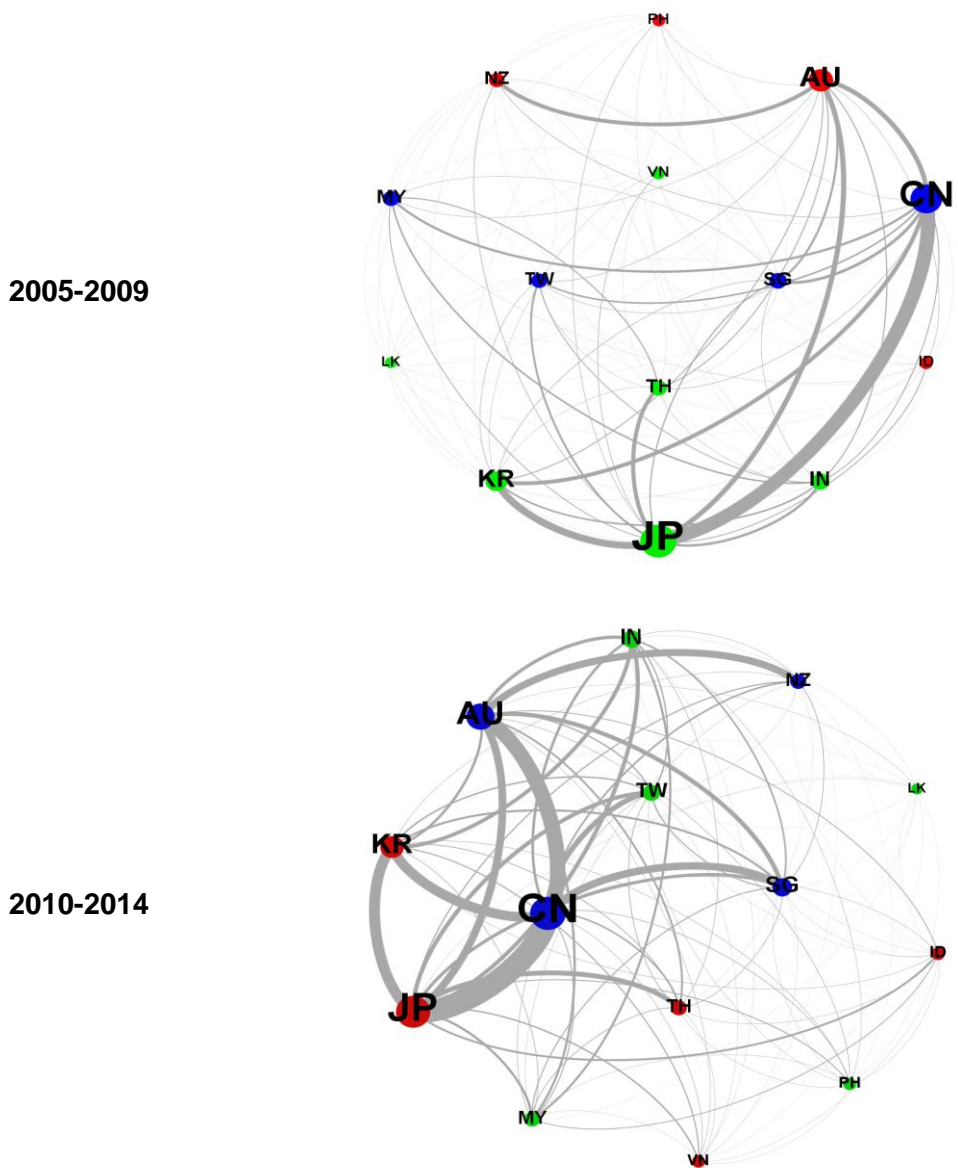 PH
NZ
AU
VN
MY
CN
TW
SG
2005-2009
LK
ID
TH
KR
IN
JP
IN
NZ
AU
TW
LK
KR
SG
2010-2014
CN
ID
JP
TH
PH
MY
VN